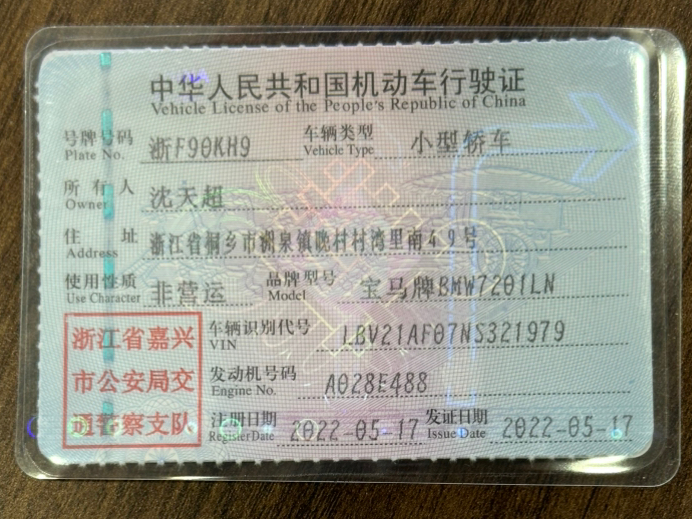 中华人民共和国机动车行驶证
Vehicle License of the People's Republic of China
号牌号码 浙F90KH9 车辆类型 小型轿车
Plate No. Vehicle Type
所有人 沈天超
Owner
住址 浙江省桐乡市洲泉镇晚村村湾里南49号
Address
使用性质 非营运 品牌型号 宝马牌BMW7201LN
Use Character Model
浙江省嘉兴
市公安局交
通警察支队
车辆识别代号 LBV21AF07NS321979
VIN
发动机号码 A028E488
Engine No.
注册日期 2022-05-17 发证日期 2022-05-17
Register Date Issue Date